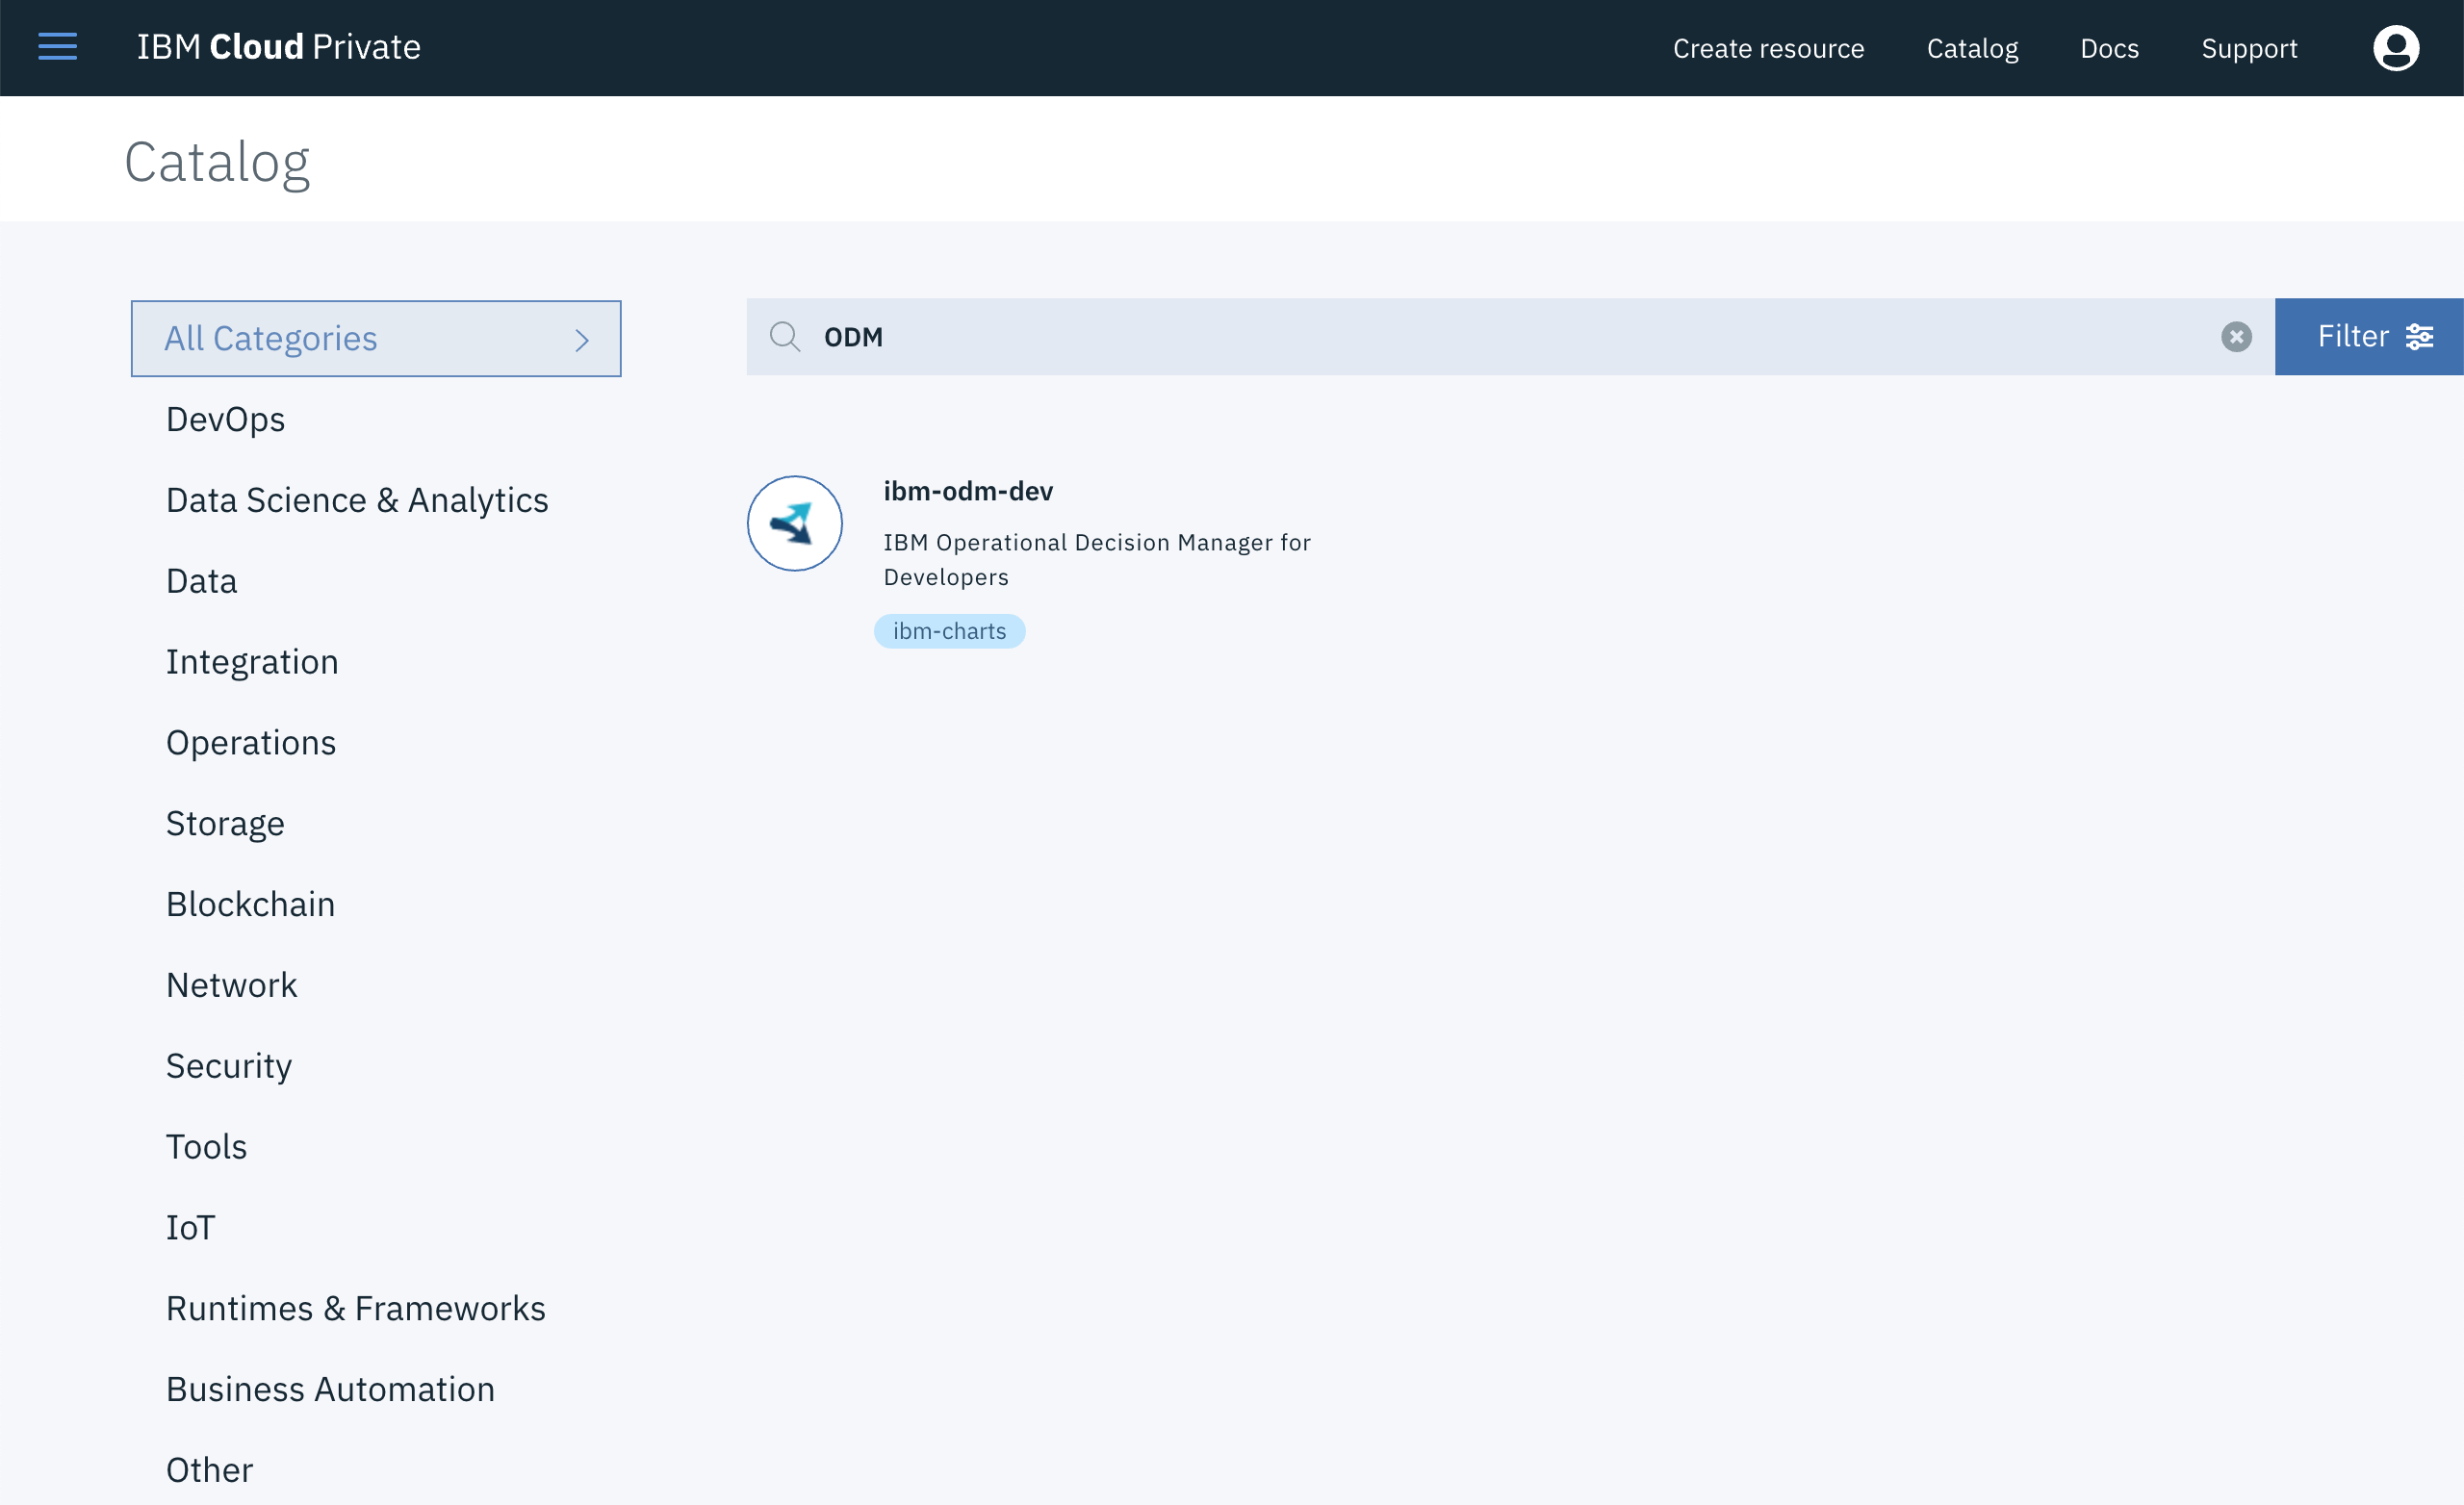 IBM Cloud Private
Create resource
Catalog
Docs
Support
Catalog
All Categories
DevOps
Data Science & Analytics
Data
Integration
Operations
Storage
Blockchain
Network
Security
Tools
IoT
Runtimes & Frameworks
Business Automation
Other
ODM
Filter
ibm-odm-dev
IBM Operational Decision Manager for
Developers
ibm-charts